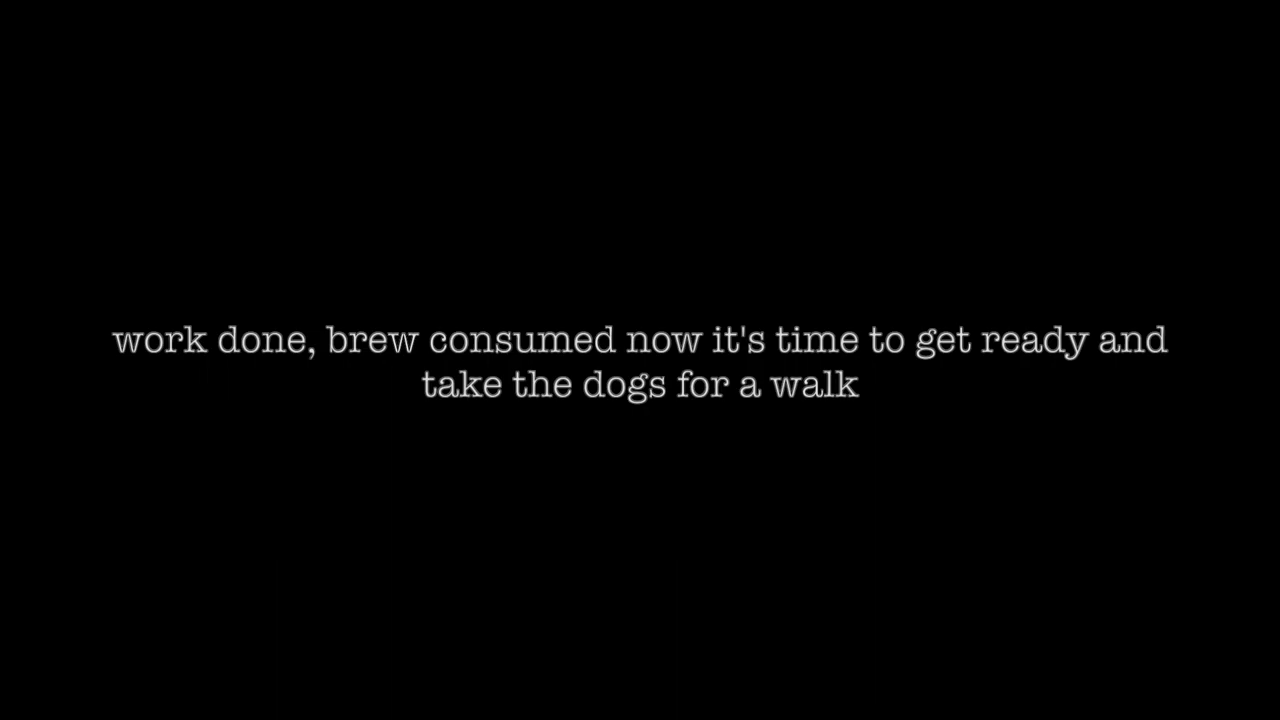 work done, brew consumed now it's time to get ready and
take the dogs for a walk